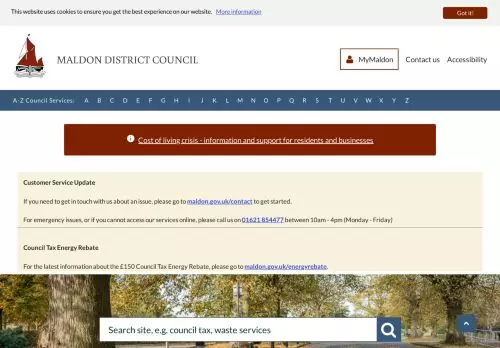 This website uses cookies to ensure you get the best experience on our website. More information
Got it!
MALDON DISTRICT COUNCIL
MyMaldon
Contact us
Accessibility
A-Z Council Services: A B C D E F G H I J K L M N O P Q R S T U V W X Y Z
Cost of living crisis - information and support for residents and businesses
Customer Service Update
If you need to get in touch with us about an issue, please go to maldon.gov.uk/contact to get started.
For emergency issues, or if you cannot access our services online, please call us on 01621 854477 between 10am - 4pm (Monday - Friday)
Council Tax Energy Rebate
For the latest information about the £150 Council Tax Energy Rebate, please go to maldon.gov.uk/energyrebate.
Search site, e.g. council tax, waste services